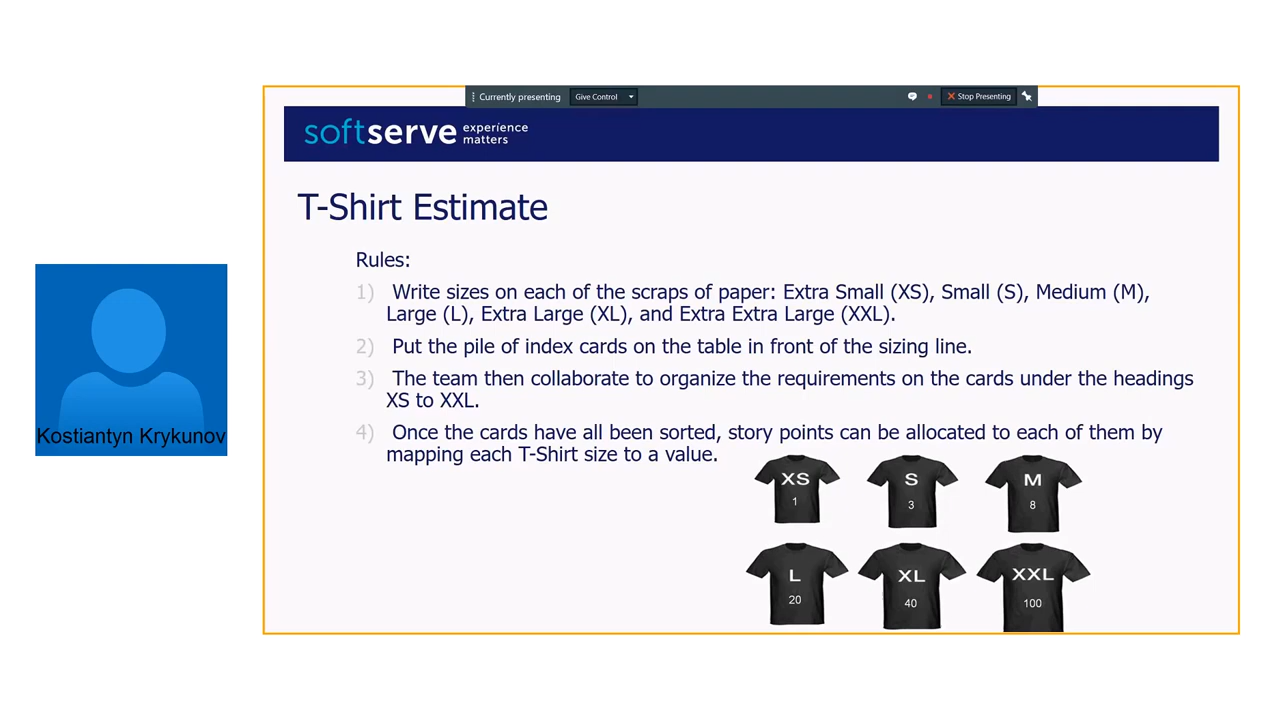 Currently presenting Give Control Stop Presenting
softserve experience matters
T-Shirt Estimate
Rules:
1) Write sizes on each of the scraps of paper: Extra Small (XS), Small (S), Medium (M),
Large (L), Extra Large (XL), and Extra Extra Large (XXL).
2) Put the pile of index cards on the table in front of the sizing line.
3) The team then collaborate to organize the requirements on the cards under the headings
XS to XXL.
4) Once the cards have all been sorted, story points can be allocated to each of them by
mapping each T-Shirt size to a value.
XS S M
1 3 8
L XL XXL
20 40 100
Kostiantyn Krykunov